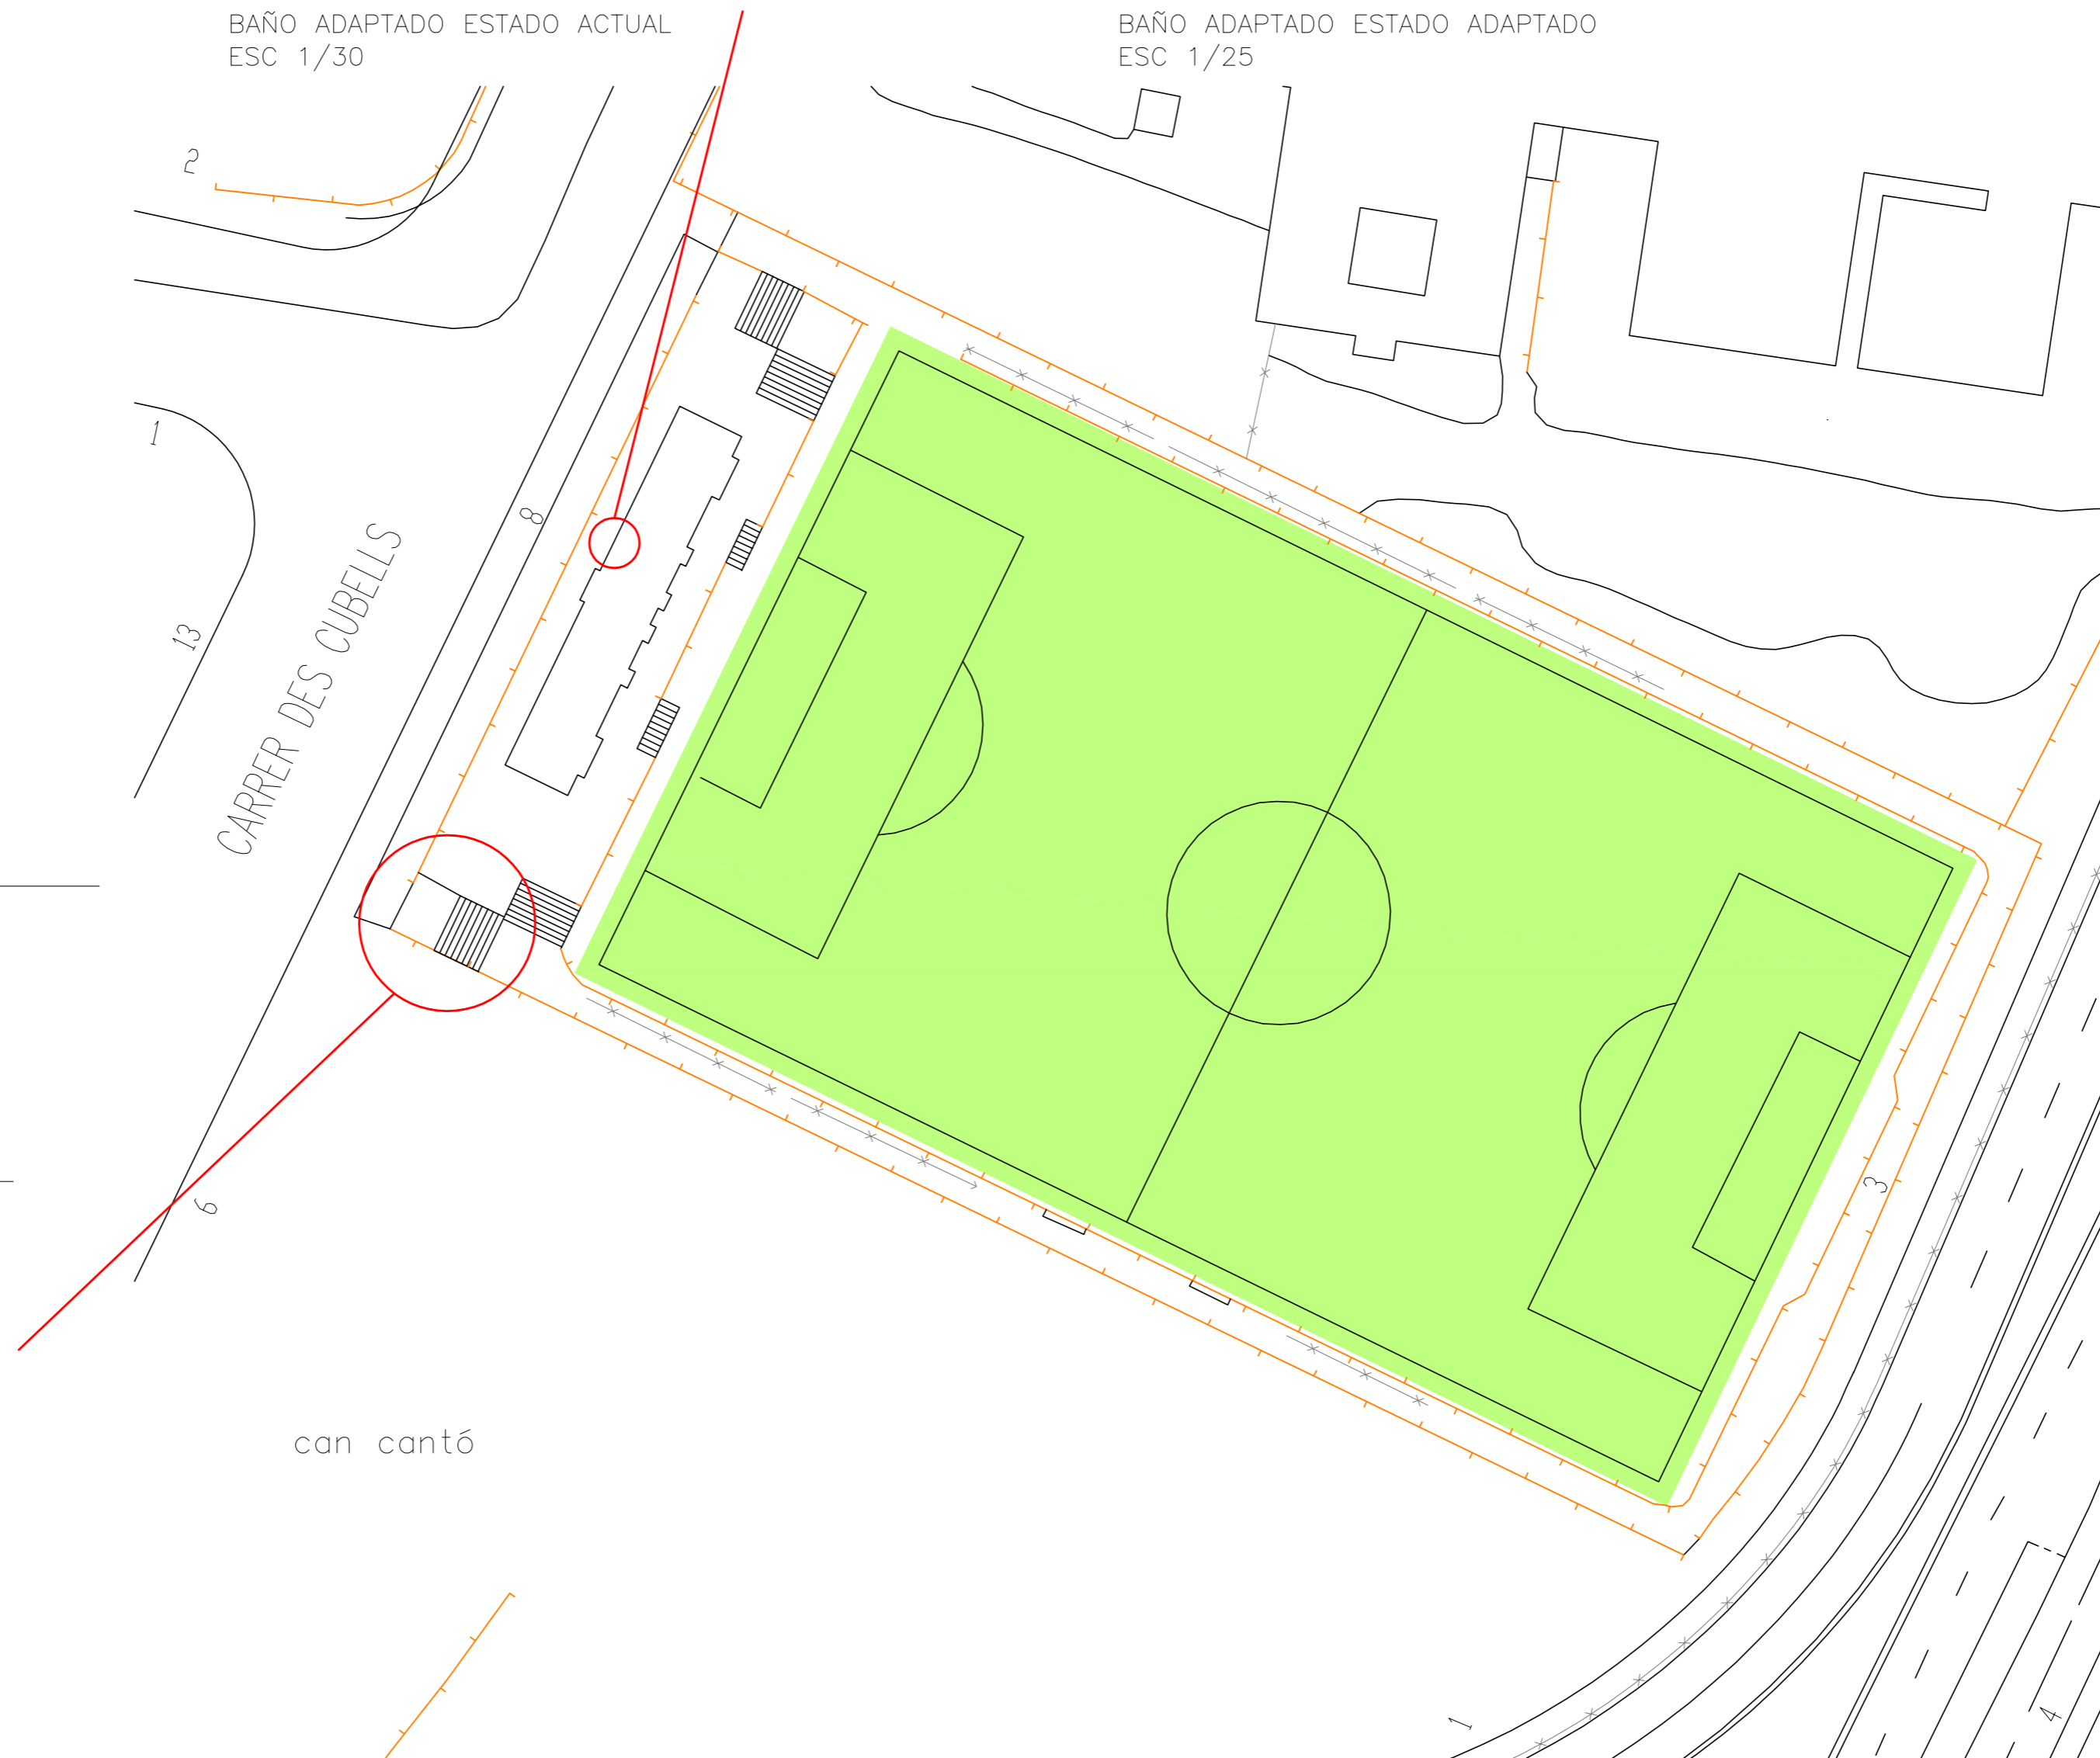 BAÑO ADAPTADO ESTADO ACTUAL
ESC 1/30
BAÑO ADAPTADO ESTADO ADAPTADO
ESC 1/25
2
1
8
13
CARRER DES CUBELLS
6
3
can cantó
1
4